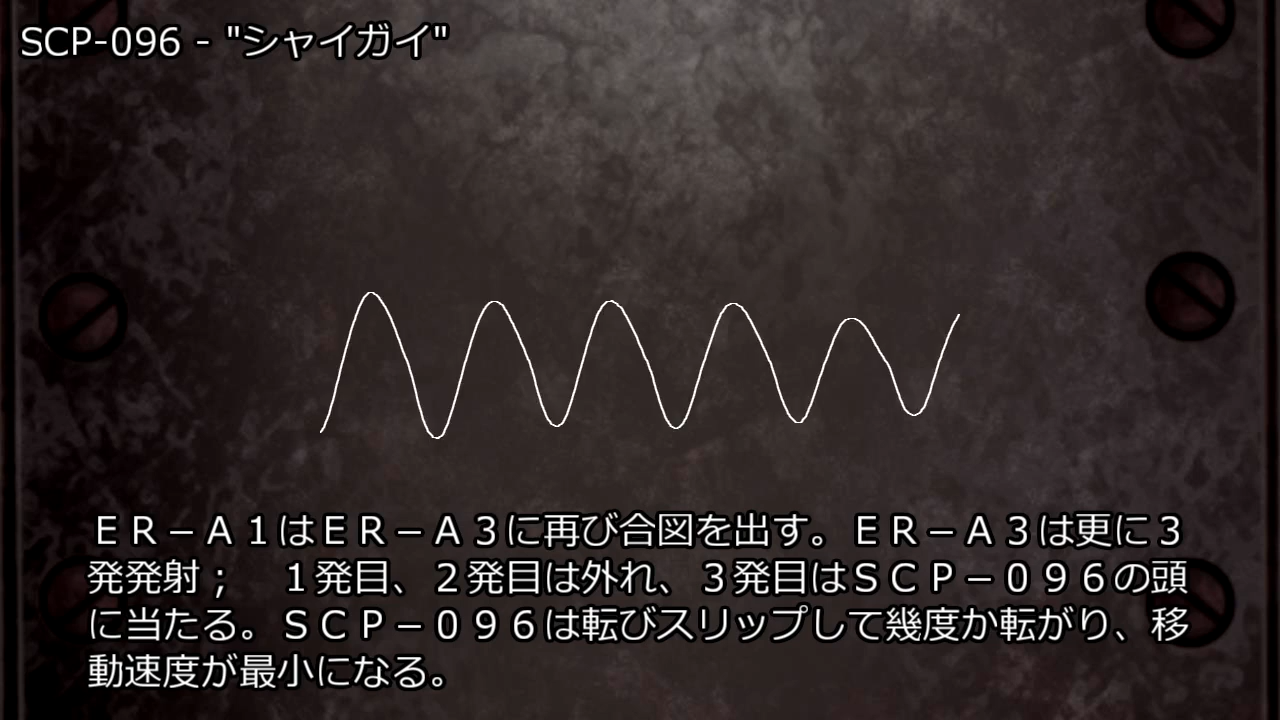 SCP-096 - "シャイガイ"
ＥＲ－Ａ１はＥＲ－Ａ３に再び合図を出す。ＥＲ－Ａ３は更に３
発発射；　１発目、２発目は外れ、３発目はＳＣＰ－０９６の頭
に当たる。ＳＣＰ－０９６は転びスリップして幾度か転がり、移
動速度が最小になる。